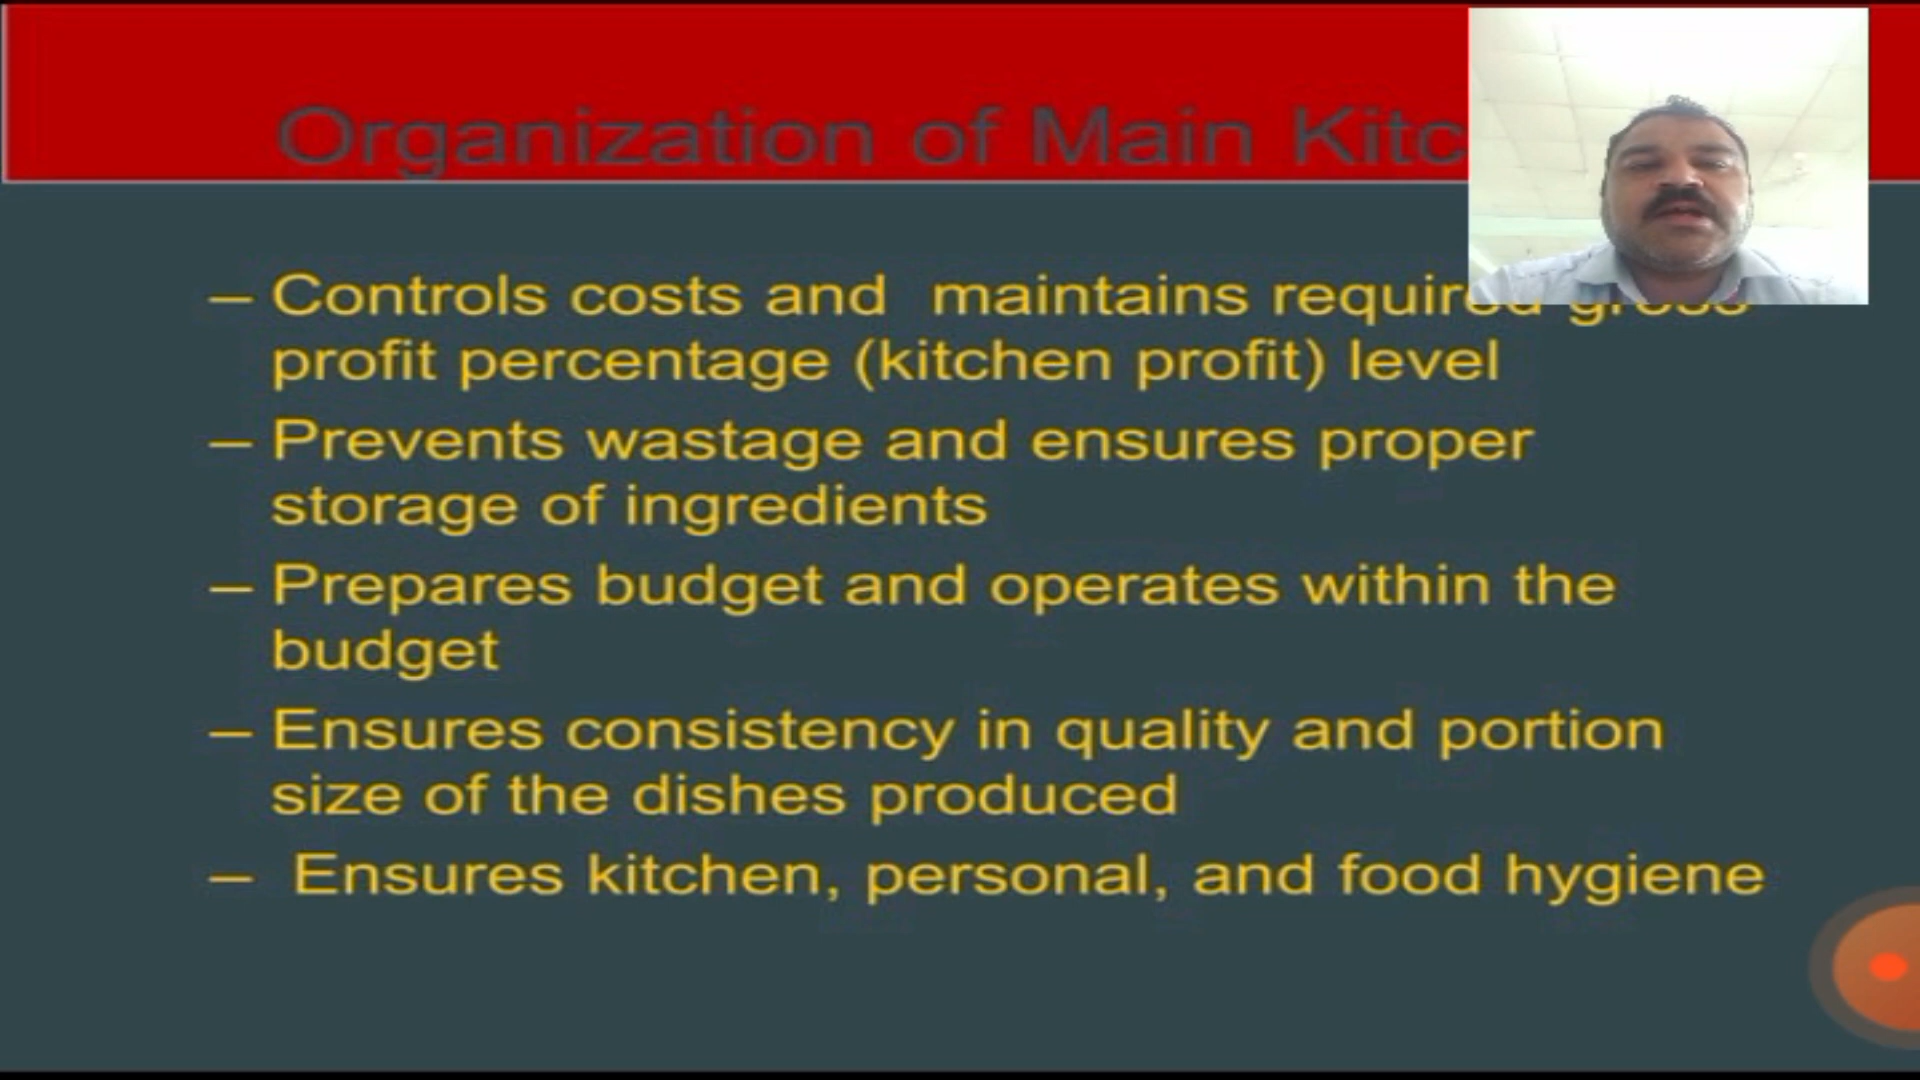 Organization of Main Kitc
– Controls costs and maintains required gross
profit percentage (kitchen profit) level
– Prevents wastage and ensures proper
storage of ingredients
– Prepares budget and operates within the
budget
– Ensures consistency in quality and portion
size of the dishes produced
– Ensures kitchen, personal, and food hygiene